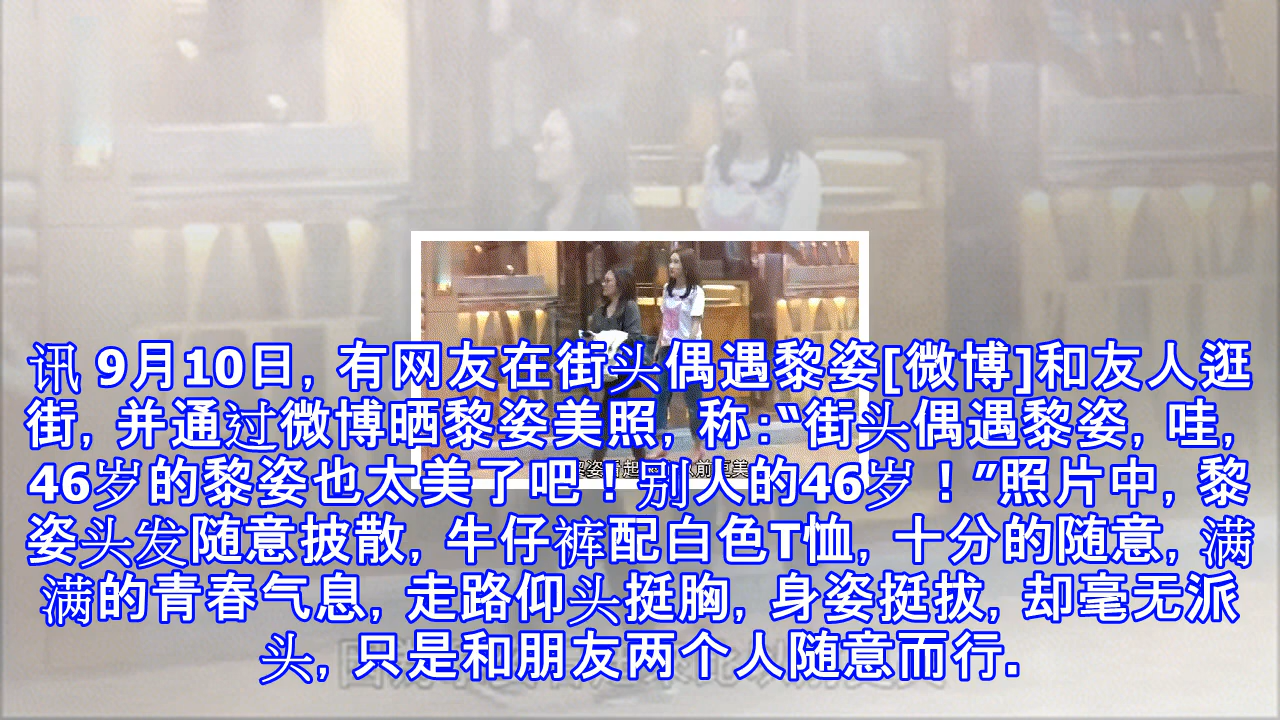 讯 9月10日, 有网友在街头偶遇黎姿[微博]和友人逛
街, 并通过微博晒黎姿美照, 称:“街头偶遇黎姿, 哇,
46岁的黎姿也太美了吧！别人的46岁！”照片中, 黎
姿头发随意披散, 牛仔裤配白色T恤, 十分的随意, 满
满的青春气息, 走路仰头挺胸, 身姿挺拔, 却毫无派
头, 只是和朋友两个人随意而行.